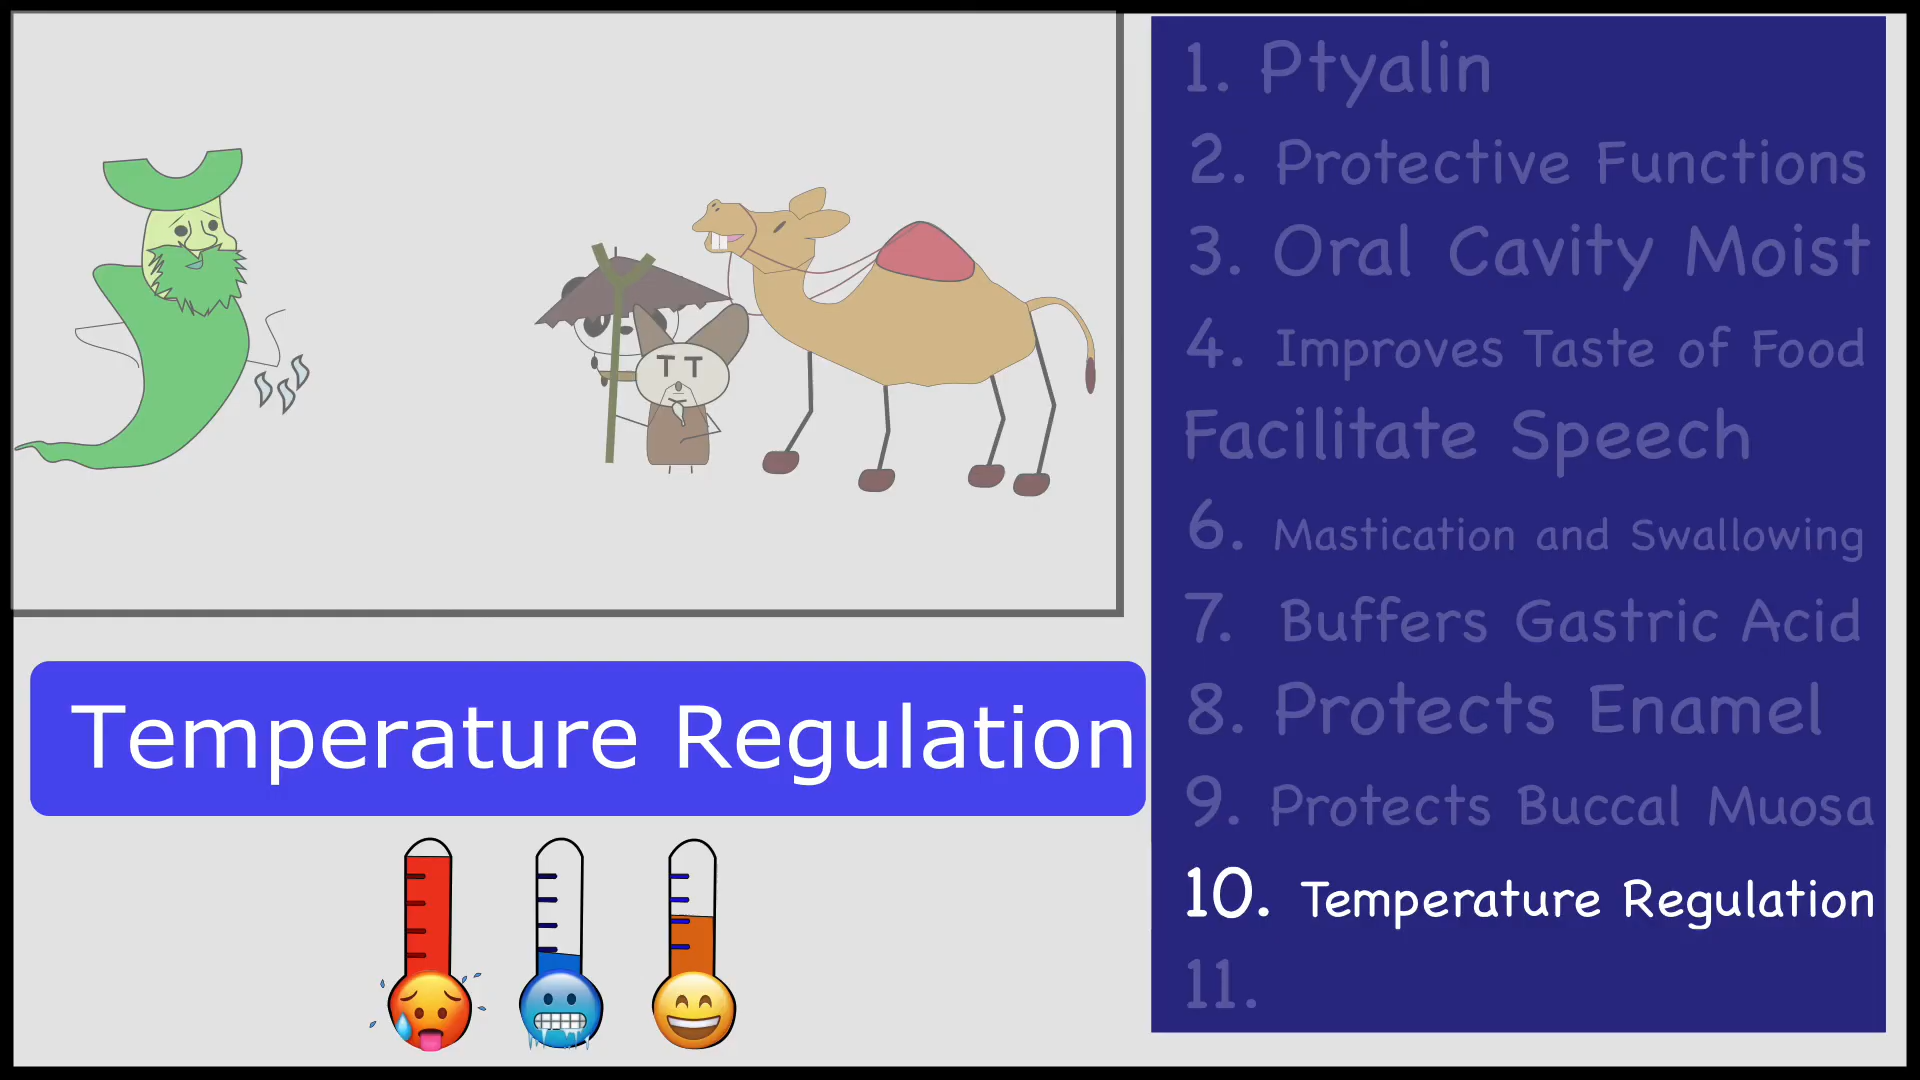 Temperature Regulation
1. Ptyalin
2. Protective Functions
3. Oral Cavity Moist
4. Improves Taste of Food
Facilitate Speech
6. Mastication and Swallowing
7. Buffers Gastric Acid
8. Protects Enamel
9. Protects Buccal Muosa
10. Temperature Regulation
11.